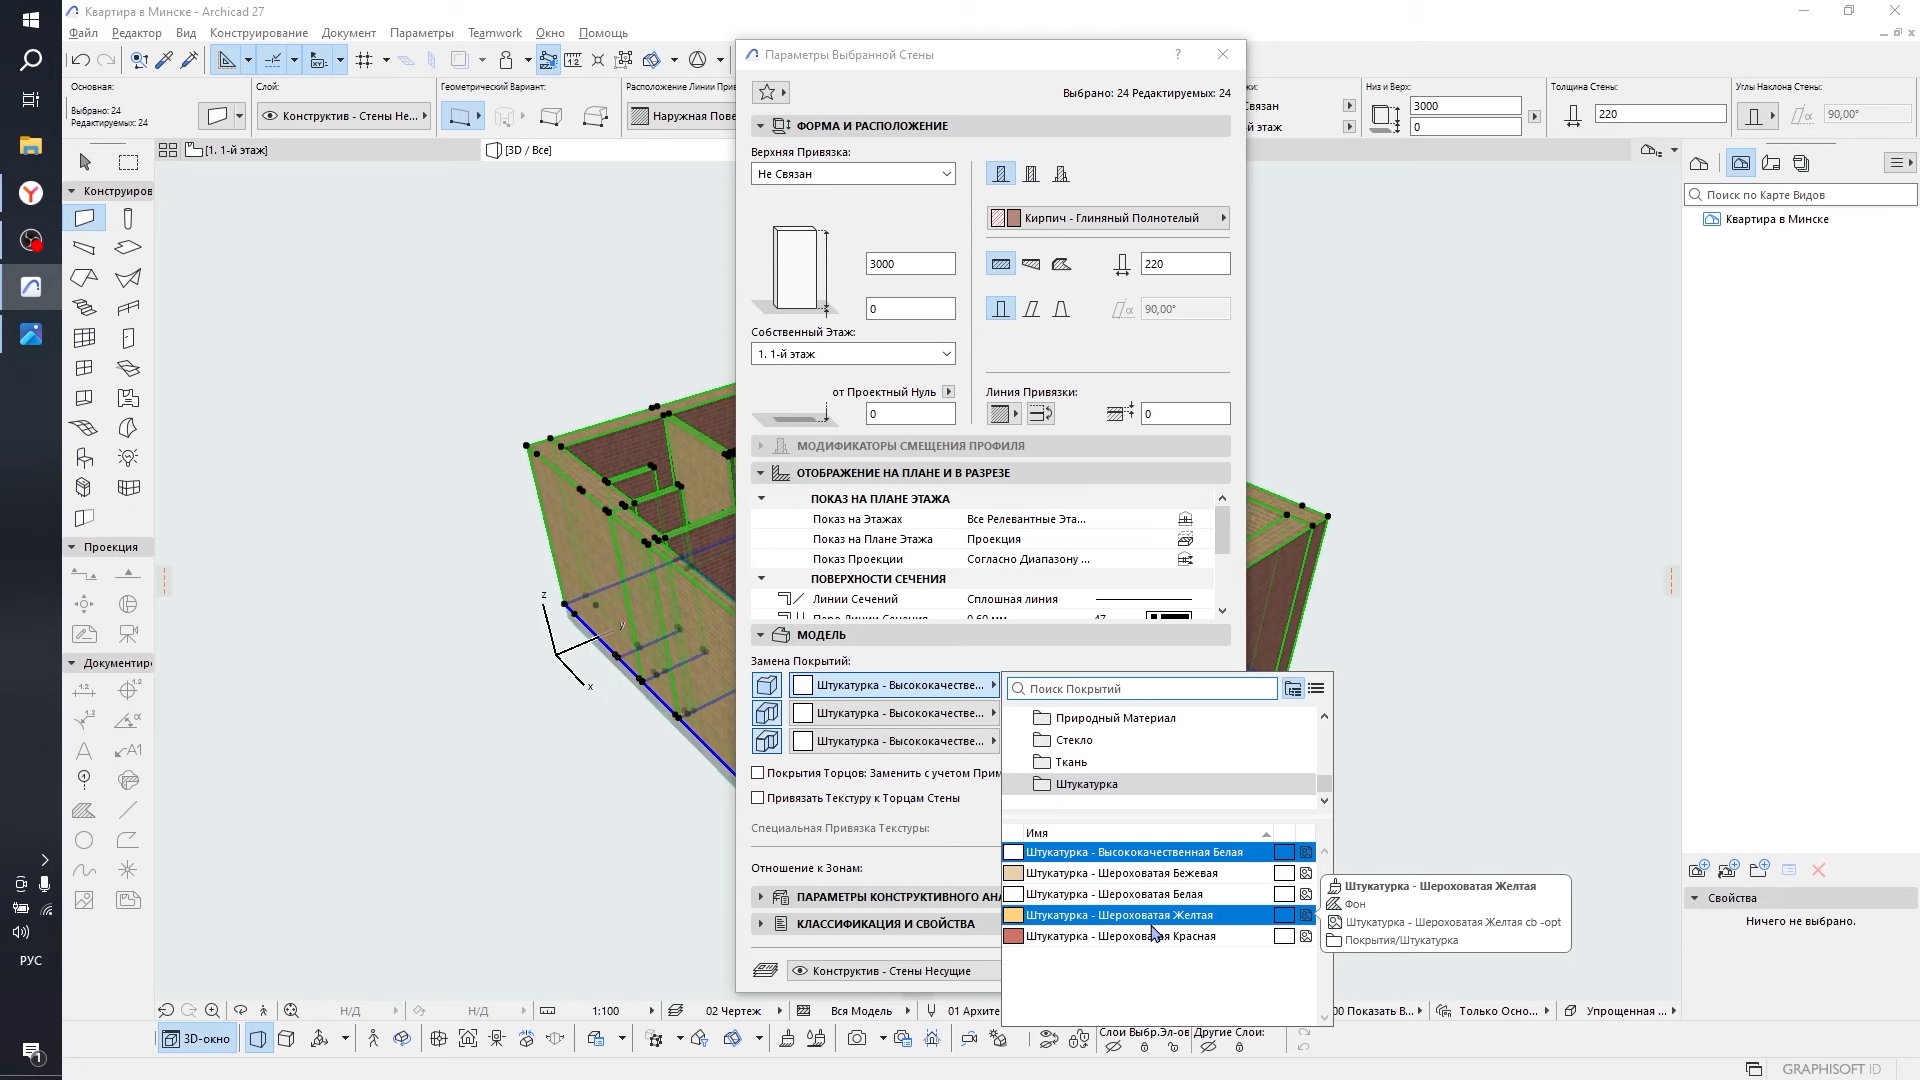 Квартира в Минске - Archicad 27
Файл Редактор Вид Конструирование Документ Параметры Teamwork Окно Помощь
Основная:
Выбрано: 24
Редактируемых: 24
Слой:
Конструктив - Стены Не...
Геометрический Вариант:
Расположение Линии При
Наружная Пове
Связан
й этаж
Низ и Верх:
3000
0
Толщина Стены:
220
Углы Наклона Стены:
90,00°
[1. 1-й этаж]
[3D / Все]
Конструиров
Проекция
Документиро
Параметры Выбранной Стены
?
Выбрано: 24 Редактируемых: 24
ФОРМА И РАСПОЛОЖЕНИЕ
Верхняя Привязка:
Не Связан
Кирпич - Глиняный Полнотелый
3000
220
0
90,00°
Собственный Этаж:
1. 1-й этаж
от Проектный Нуль
0
Линия Привязки:
0
МОДИФИКАТОРЫ СМЕЩЕНИЯ ПРОФИЛЯ
ОТОБРАЖЕНИЕ НА ПЛАНЕ И В РАЗРЕЗЕ
ПОКАЗ НА ПЛАНЕ ЭТАЖА
Показ на Этажах Все Релевантные Эта...
Показ на Плане Этажа Проекция
Показ Проекции Согласно Диапазону ...
ПОВЕРХНОСТИ СЕЧЕНИЯ
Линии Сечений Сплошная линия
Перо Линии Сечения 0.60 мм 47
МОДЕЛЬ
Замена Покрытий:
Штукатурка - Высококачестве...
Штукатурка - Высококачестве...
Штукатурка - Высококачестве...
Покрытия Торцов: Заменить с учетом Прим
Привязать Текстуру к Торцам Стены
Специальная Привязка Текстуры:
Отношение к Зонам:
ПАРАМЕТРЫ КОНСТРУКТИВНОГО АНА
КЛАССИФИКАЦИЯ И СВОЙСТВА
Конструктив - Стены Несущие
Поиск Покрытий
Природный Материал
Стекло
Ткань
Штукатурка
Имя
Штукатурка - Высококачественная Белая
Штукатурка - Шероховатая Бежевая
Штукатурка - Шероховатая Белая
Штукатурка - Шероховатая Желтая
Штукатурка - Шероховатая Красная
Штукатурка - Шероховатая Желтая
Фон
Штукатурка - Шероховатая Желтая cb -opt
Покрытия/Штукатурка
Поиск по Карте Видов
Квартира в Минске
Свойства
Ничего не выбрано.
z
y
x
РУС
1
Н/Д Н/Д 1:100 02 Чертеж Вся Модель 01 Архите
00 Показать В... Только Осно... Упрощенная ...
3D-окно
Слои Выбр.Эл-ов
Другие Слои:
GRAPHISOFT ID